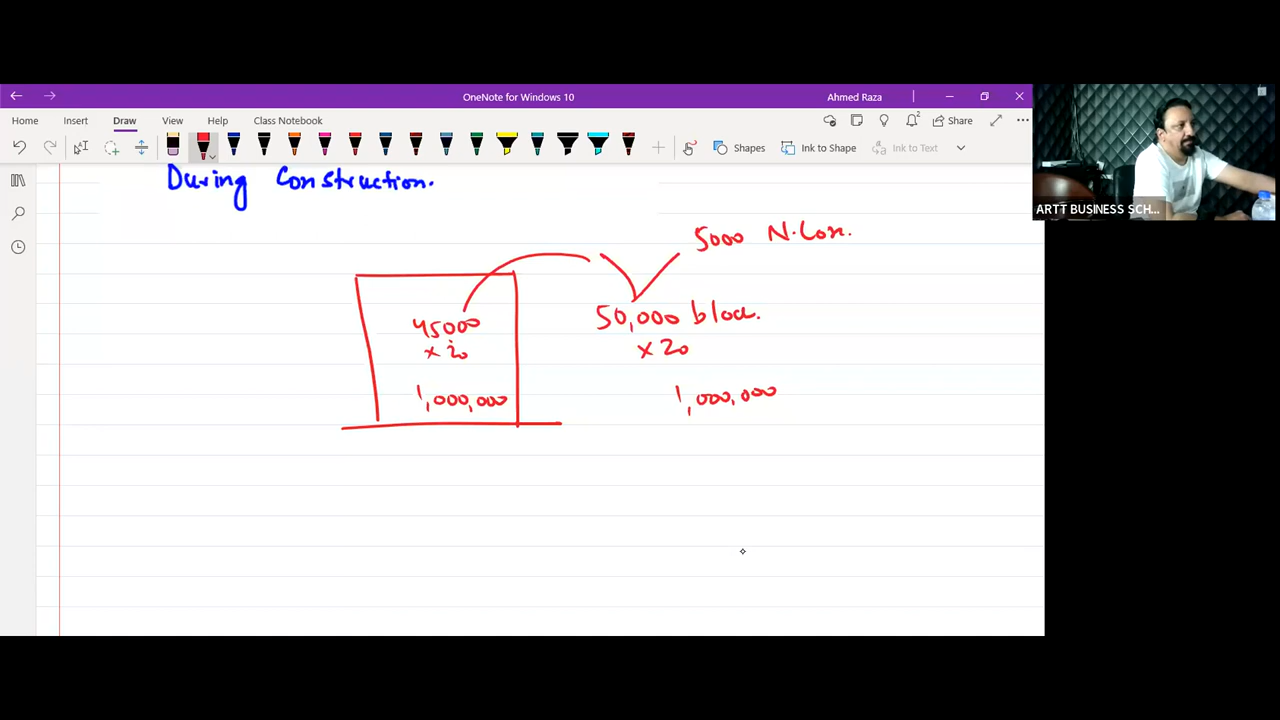 OneNote for Windows 10
Ahmed Raza
Home Insert Draw View Help Class Notebook
Share
Shapes Ink to Shape Ink to Text
ARTT BUSINESS SCH...
During Construction.
5000 N.Loss.
45000
x 20
1,000,000
50,000 block.
x 20
1,000,000